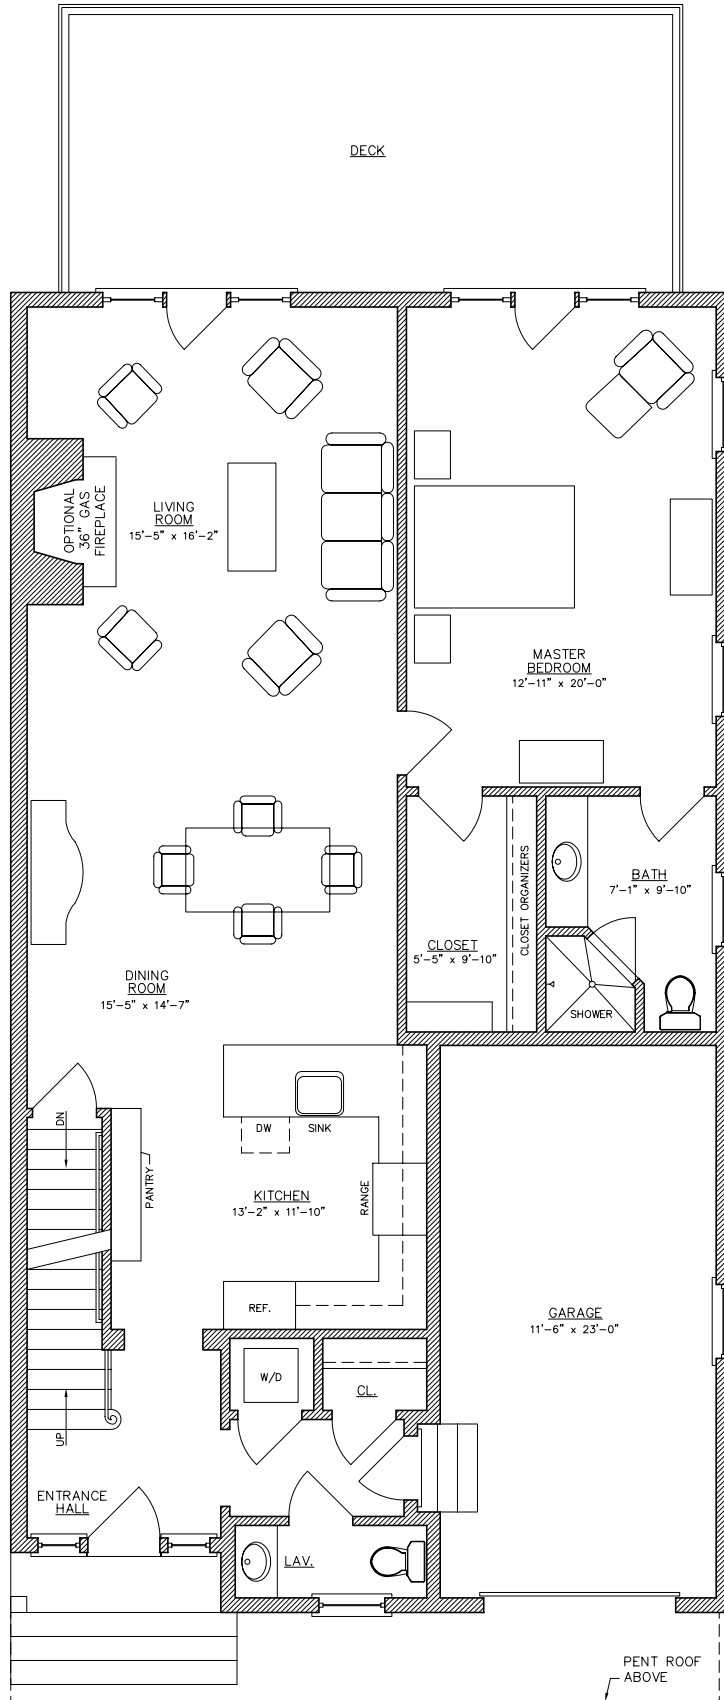 DECK
OPTIONAL
36" GAS
FIREPLACE
LIVING
ROOM
15'-5" x 16'-2"
MASTER
BEDROOM
12'-11" x 20'-0"
CLOSET ORGANIZERS
BATH
7'-1" x 9'-10"
CLOSET
5'-5" x 9'-10"
SHOWER
DINING
ROOM
15'-5" x 14'-7"
DN
DW
SINK
PANTRY
KITCHEN
13'-2" x 11'-10"
RANGE
REF.
GARAGE
11'-6" x 23'-0"
W/D
CL.
UP
ENTRANCE
HALL
LAV.
PENT ROOF
ABOVE